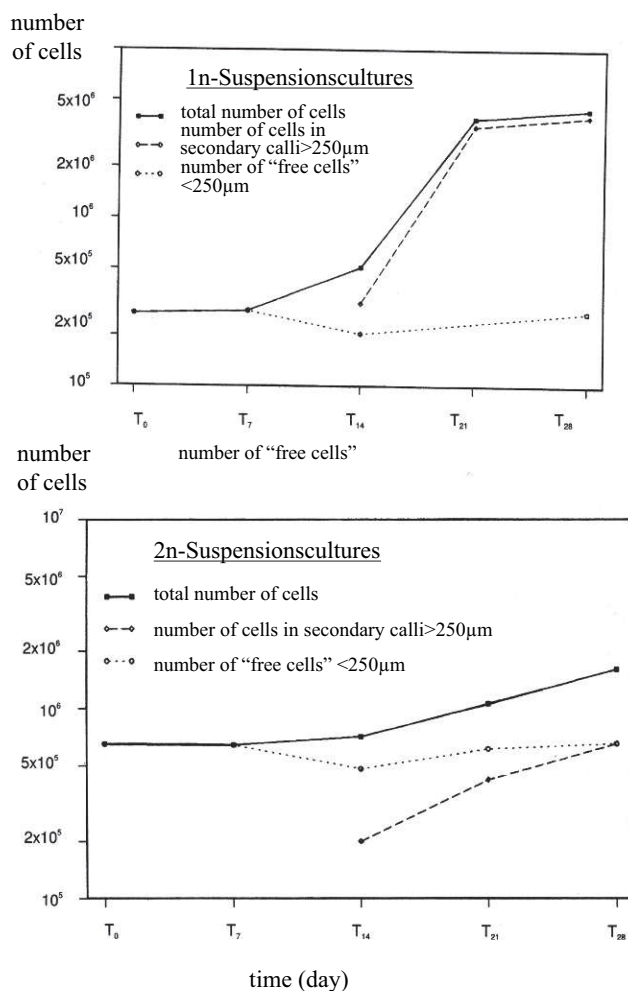 number
of cells
1n-Suspensionscultures
total number of cells
number of cells in
secondary calli>250µm
number of “free cells”
<250µm
5x10⁶
2x10⁶
10⁶
5x10⁵
2x10⁵
10⁵
T₀ T₇ T₁₄ T₂₁ T₂₈
number of “free cells”
number
of cells
2n-Suspensionscultures
total number of cells
number of cells in secondary calli>250µm
number of “free cells” <250µm
10⁷
5x10⁶
2x10⁶
10⁶
5x10⁵
2x10⁵
10⁵
T₀ T₇ T₁₄ T₂₁ T₂₈
time (day)